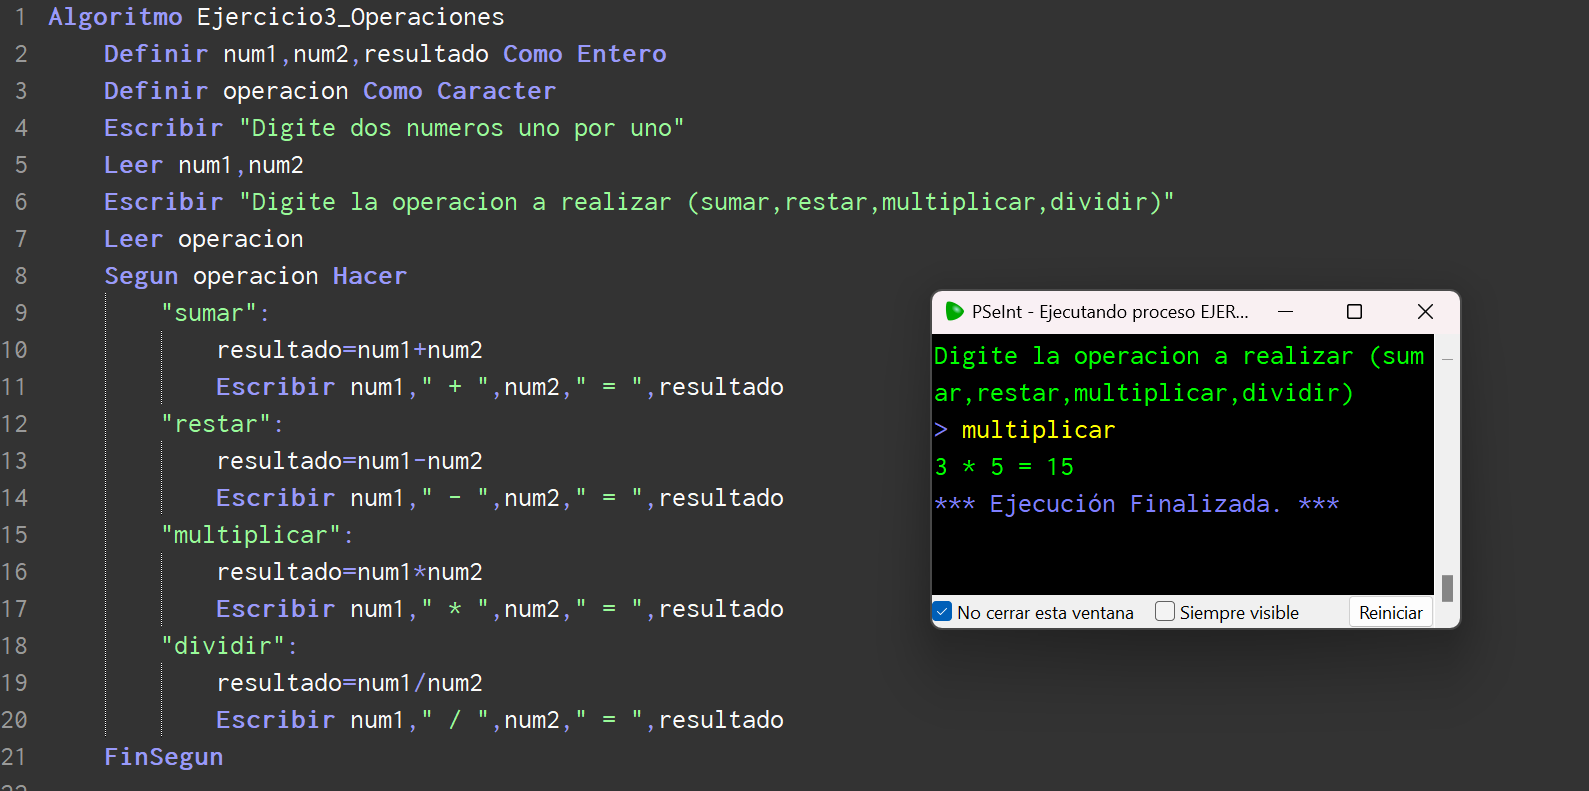 1 Algoritmo Ejercicio3_Operaciones
2 Definir num1,num2,resultado Como Entero
3 Definir operacion Como Caracter
4 Escribir "Digite dos numeros uno por uno"
5 Leer num1,num2
6 Escribir "Digite la operacion a realizar (sumar,restar,multiplicar,dividir)"
7 Leer operacion
8 Segun operacion Hacer
9 "sumar":
10 resultado=num1+num2
11 Escribir num1," + ",num2," = ",resultado
12 "restar":
13 resultado=num1-num2
14 Escribir num1," - ",num2," = ",resultado
15 "multiplicar":
16 resultado=num1*num2
17 Escribir num1," * ",num2," = ",resultado
18 "dividir":
19 resultado=num1/num2
20 Escribir num1," / ",num2," = ",resultado
21 FinSegun
PSeInt - Ejecutando proceso EJER...
Digite la operacion a realizar (sum
ar,restar,multiplicar,dividir)
> multiplicar
3 * 5 = 15
*** Ejecución Finalizada. ***
No cerrar esta ventana Siempre visible Reiniciar